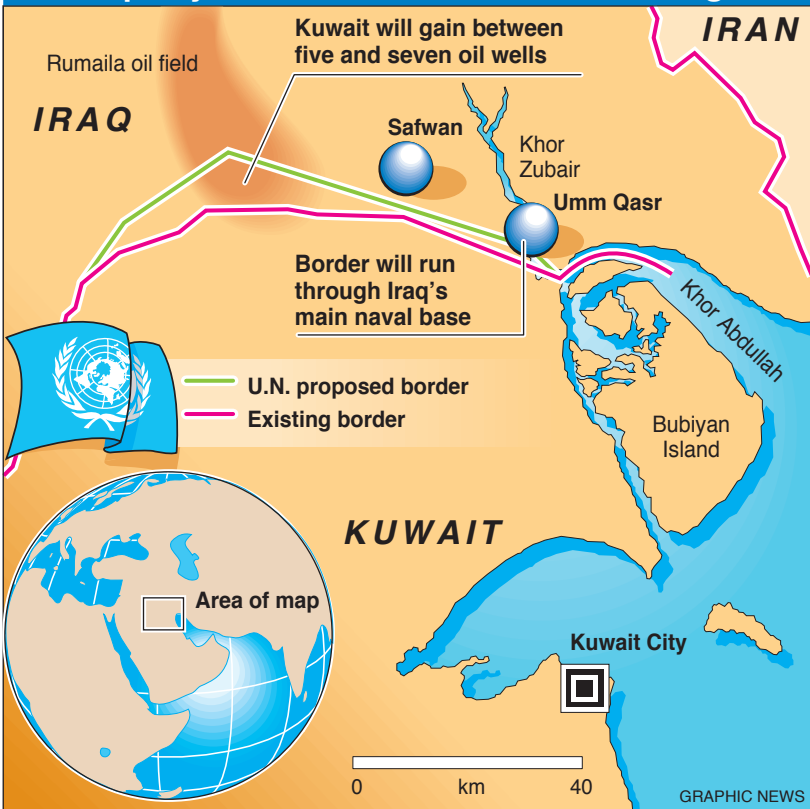 Kuwait will gain between
five and seven oil wells
IRAN
Rumaila oil field
IRAQ
Safwan
Khor
Zubair
Umm Qasr
Border will run
through Iraq's
main naval base
Khor Abdullah
U.N. proposed border
Existing border
Bubiyan
Island
KUWAIT
Area of map
Kuwait City
0 km 40
GRAPHIC NEWS